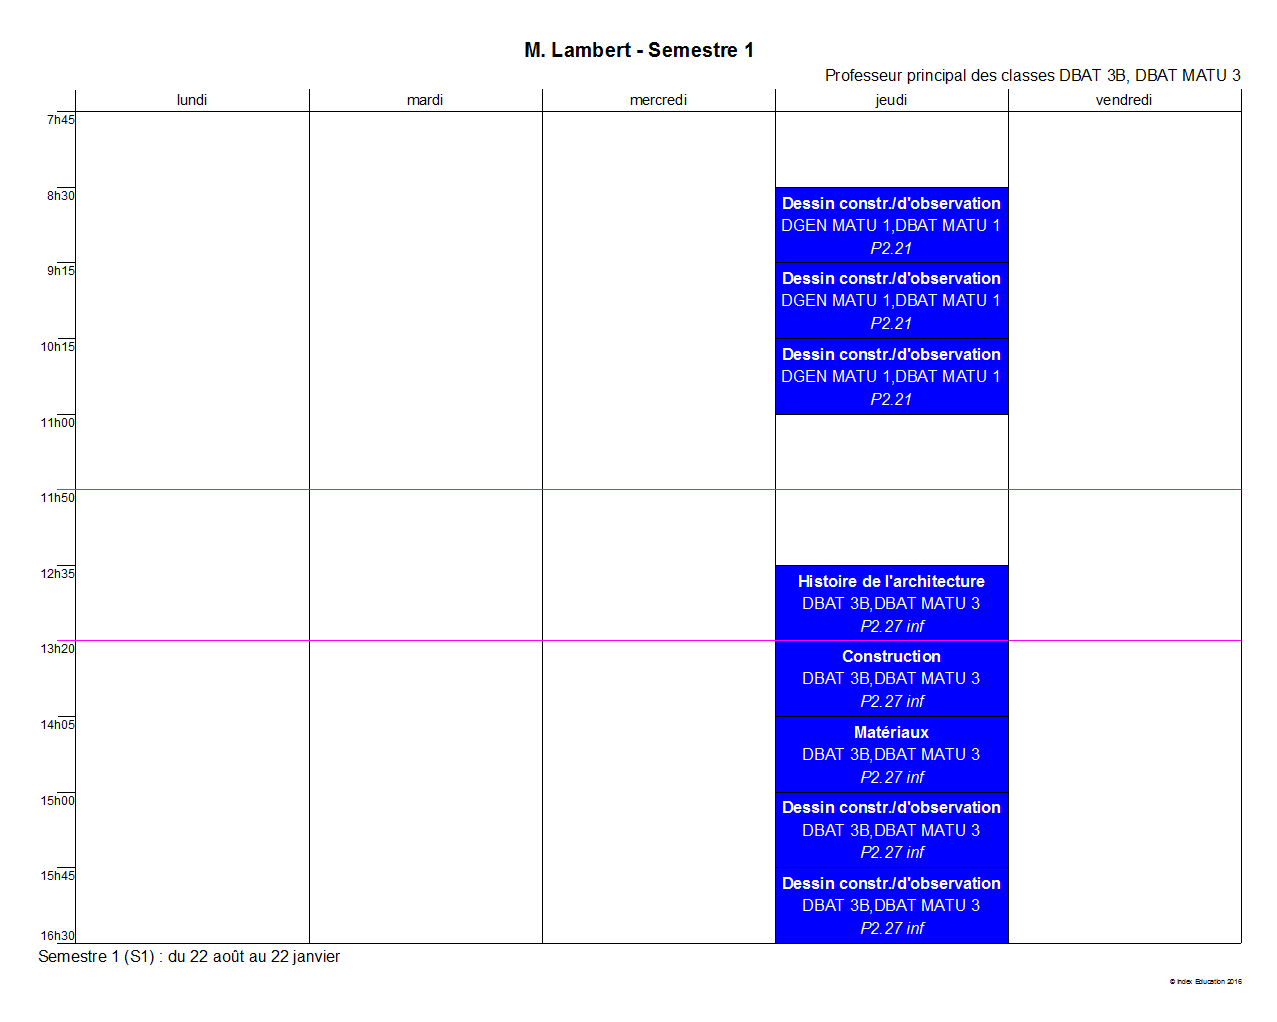 M. Lambert - Semestre 1
Professeur principal des classes DBAT 3B, DBAT MATU 3
lundi mardi mercredi jeudi vendredi
7h45
8h30
Dessin constr./d'observation
DGEN MATU 1,DBAT MATU 1
P2.21
9h15
Dessin constr./d'observation
DGEN MATU 1,DBAT MATU 1
P2.21
10h15
Dessin constr./d'observation
DGEN MATU 1,DBAT MATU 1
P2.21
11h00
11h50
12h35
Histoire de l'architecture
DBAT 3B,DBAT MATU 3
P2.27 inf
13h20
Construction
DBAT 3B,DBAT MATU 3
P2.27 inf
14h05
Matériaux
DBAT 3B,DBAT MATU 3
P2.27 inf
15h00
Dessin constr./d'observation
DBAT 3B,DBAT MATU 3
P2.27 inf
15h45
Dessin constr./d'observation
DBAT 3B,DBAT MATU 3
P2.27 inf
16h30
Semestre 1 (S1) : du 22 août au 22 janvier
© Index Education 2016